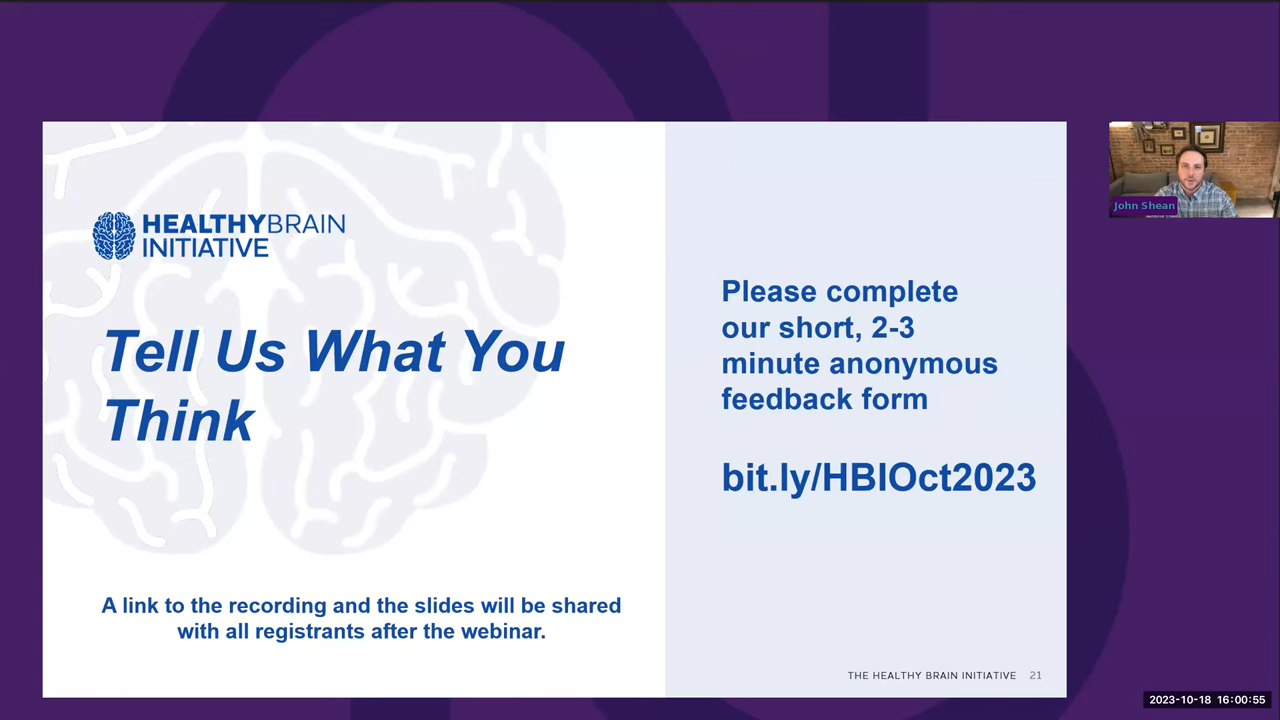 HEALTHYBRAIN
INITIATIVE
Tell Us What You
Think
A link to the recording and the slides will be shared
with all registrants after the webinar.
Please complete
our short, 2-3
minute anonymous
feedback form
bit.ly/HBIOct2023
THE HEALTHY BRAIN INITIATIVE 21
John Shean
2023-10-18 16:00:55